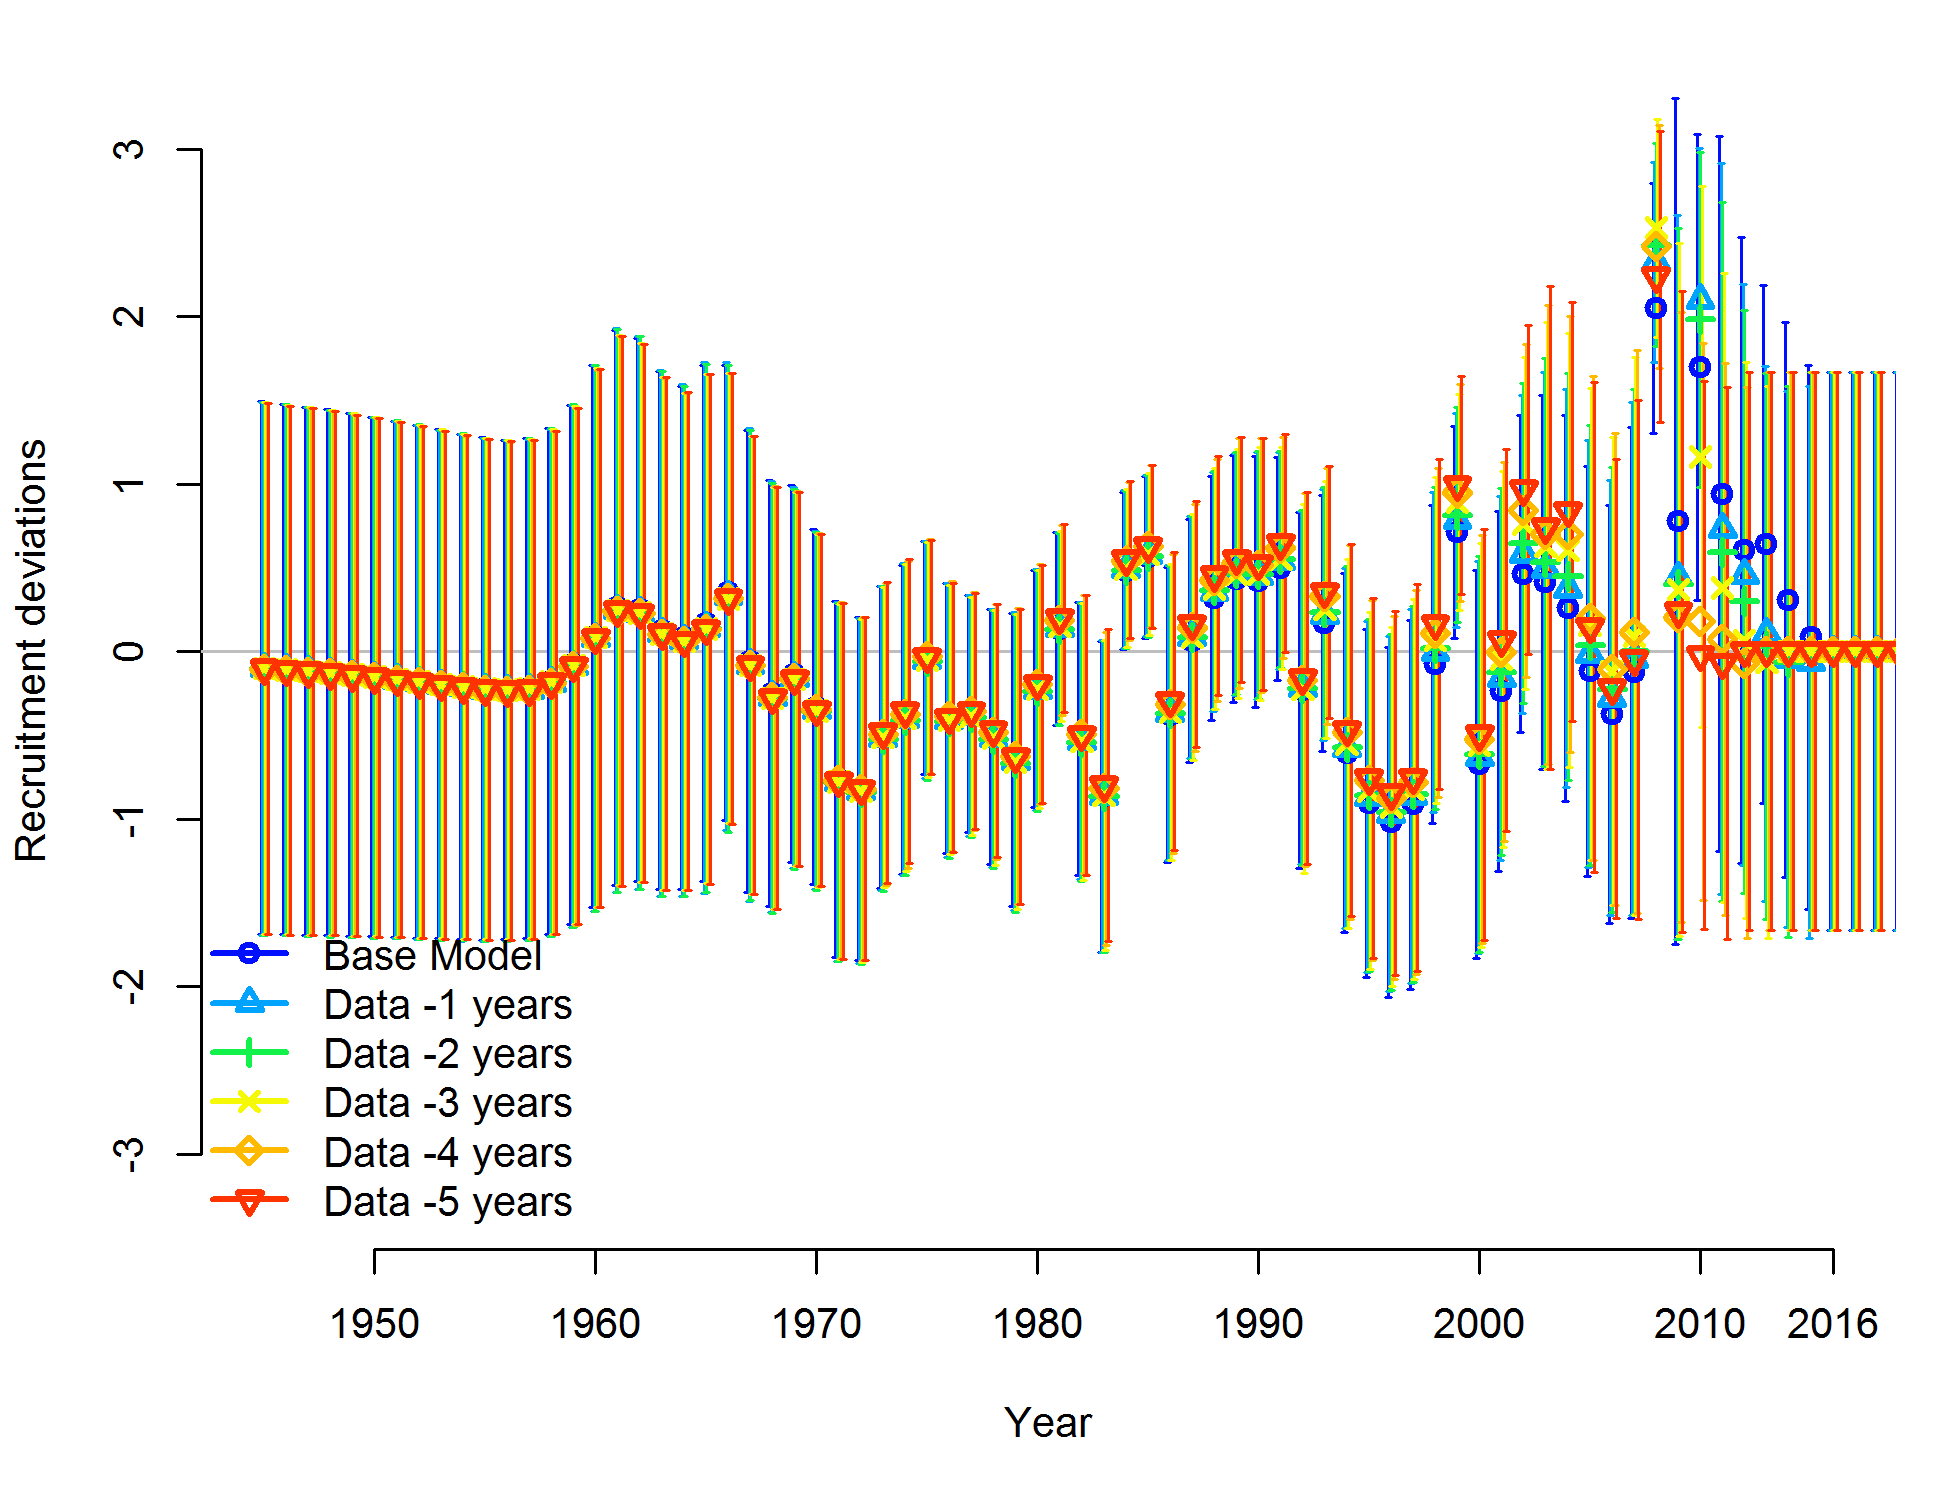 Recruitment deviations
3
2
1
0
-1
-2
-3
Base Model
Data -1 years
Data -2 years
Data -3 years
Data -4 years
Data -5 years
1950 1960 1970 1980 1990 2000 2010 2016
Year